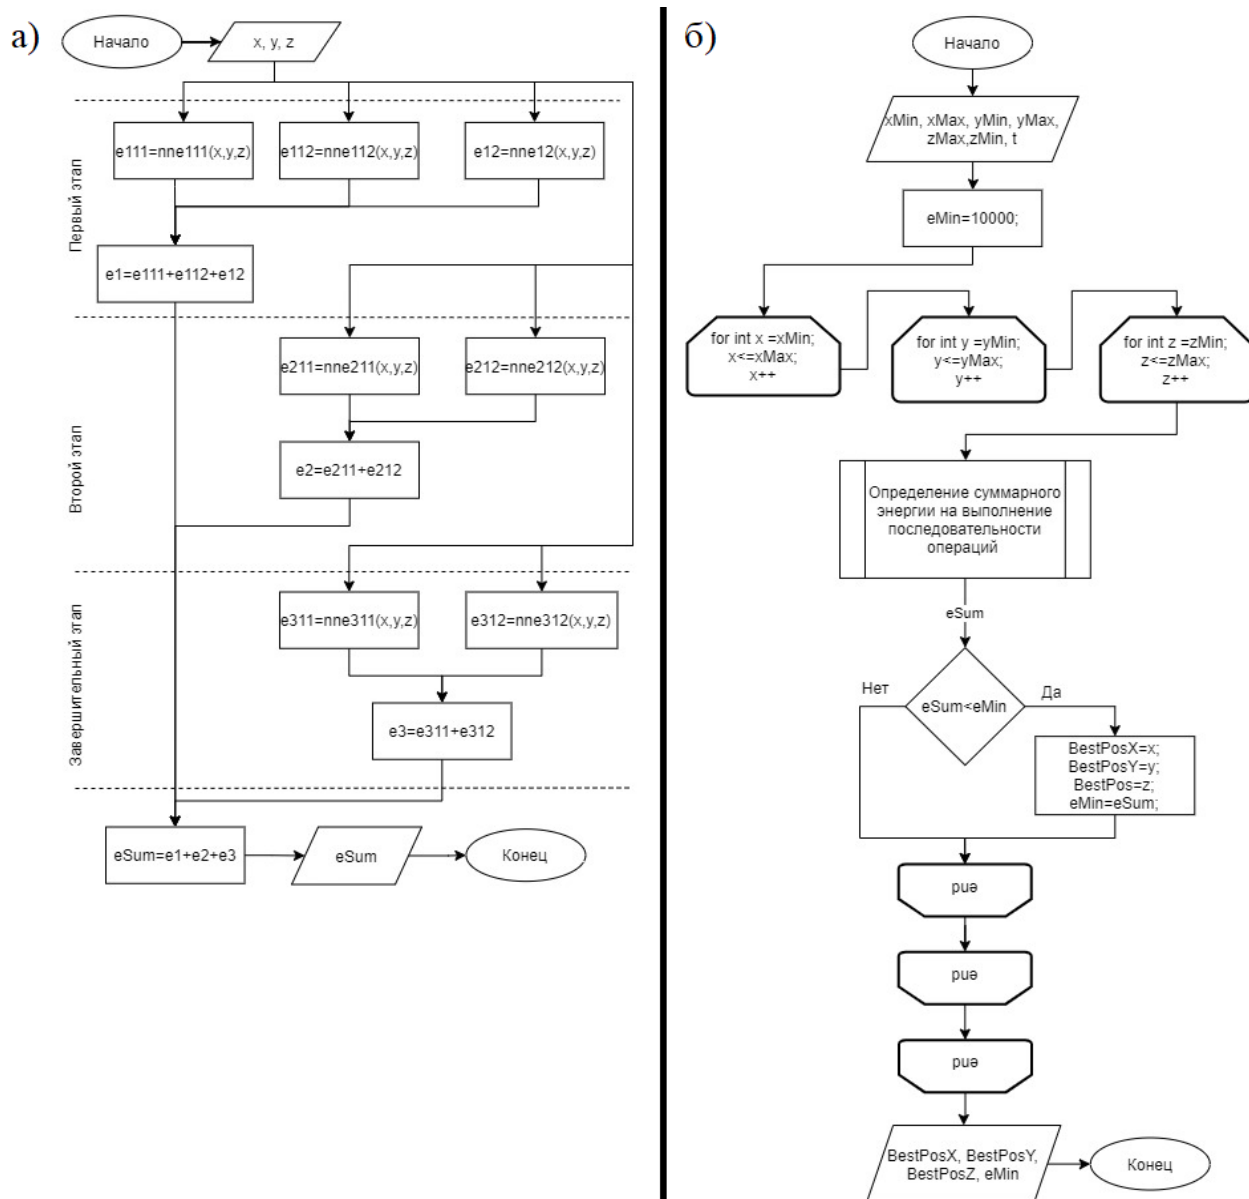 а)
Начало
x, y, z
Первый этап
e111=nne111(x,y,z)
e112=nne112(x,y,z)
e12=nne12(x,y,z)
e1=e111+e112+e12
Второй этап
e211=nne211(x,y,z)
e212=nne212(x,y,z)
e2=e211+e212
Завершительный этап
e311=nne311(x,y,z)
e312=nne312(x,y,z)
e3=e311+e312
eSum=e1+e2+e3
eSum
Конец
б)
Начало
xMin, xMax, yMin, yMax,
zMax,zMin, t
eMin=10000;
for int x =xMin;
x<=xMax;
x++
for int y =yMin;
y<=yMax;
y++
for int z =zMin;
z<=zMax;
z++
Определение суммарного
энергии на выполнение
последовательности
операций
eSum
Нет
eSum<eMin
Да
BestPosX=x;
BestPosY=y;
BestPos=z;
eMin=eSum;
end
end
end
BestPosX, BestPosY,
BestPosZ, eMin
Конец